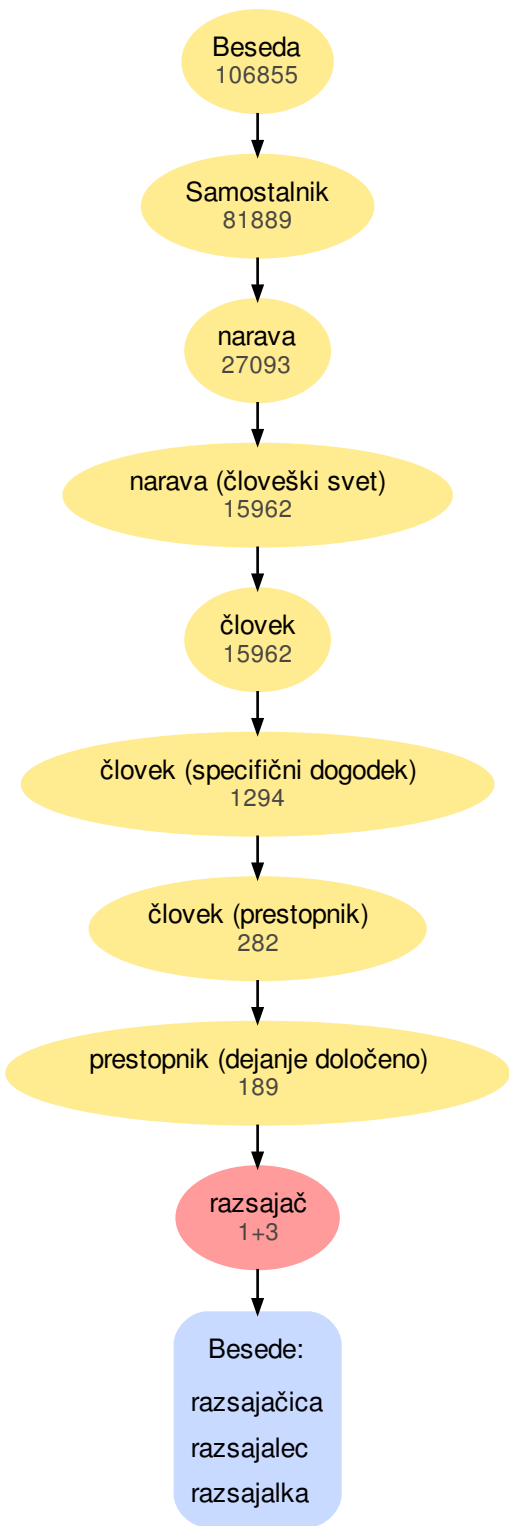 Beseda
106855
Samostalnik
81889
narava
27093
narava (človeški svet)
15962
človek
15962
človek (specifični dogodek)
1294
človek (prestopnik)
282
prestopnik (dejanje določeno)
189
razsajač
1+3
Besede:
razsajačica
razsajalec
razsajalka